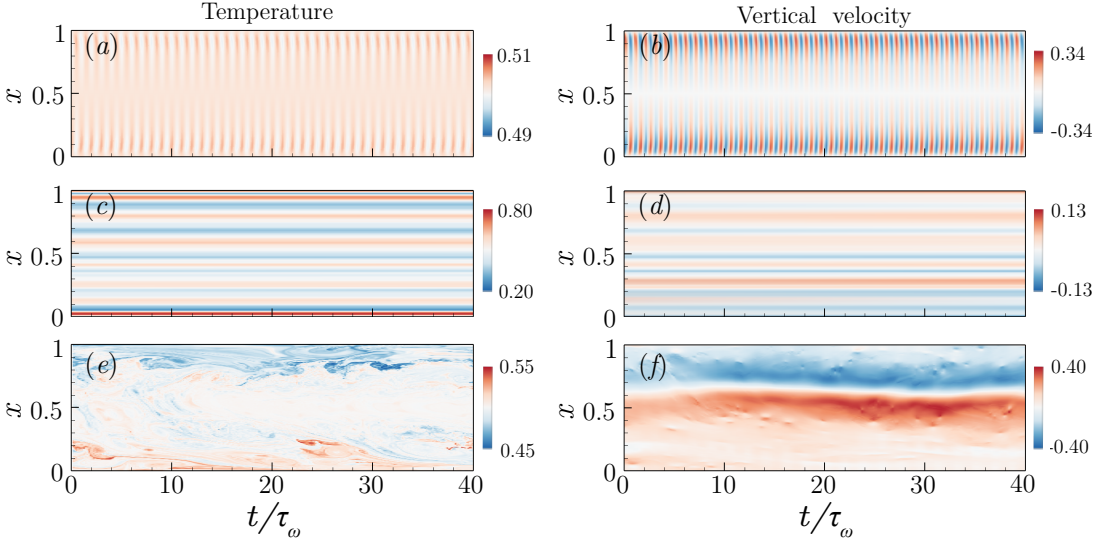 Temperature Vertical velocity
1 (a) 0.51 1 (b) 0.34
x 0.5 x 0.5
0.49 -0.34
0 0
1 (c) 0.80 1 (d) 0.13
x 0.5 x 0.5
0.20 -0.13
0 0
1 (e) 0.55 1 (f) 0.40
x 0.5 x 0.5
0.45 -0.40
0 0
0 10 20 30 40 0 10 20 30 40
t/τω t/τω